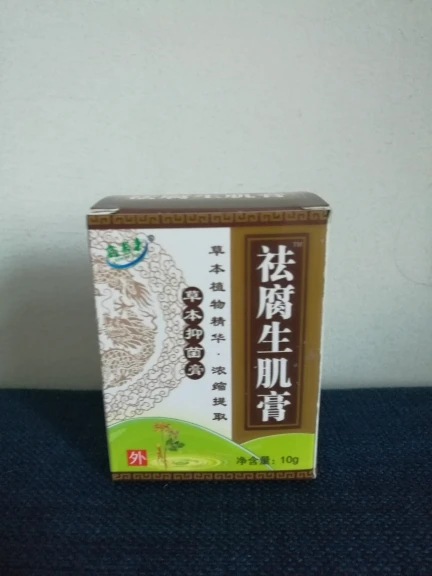 祛腐生肌膏
TM
草本植物精华·浓缩提取
草本抑菌膏
外
净含量：10g